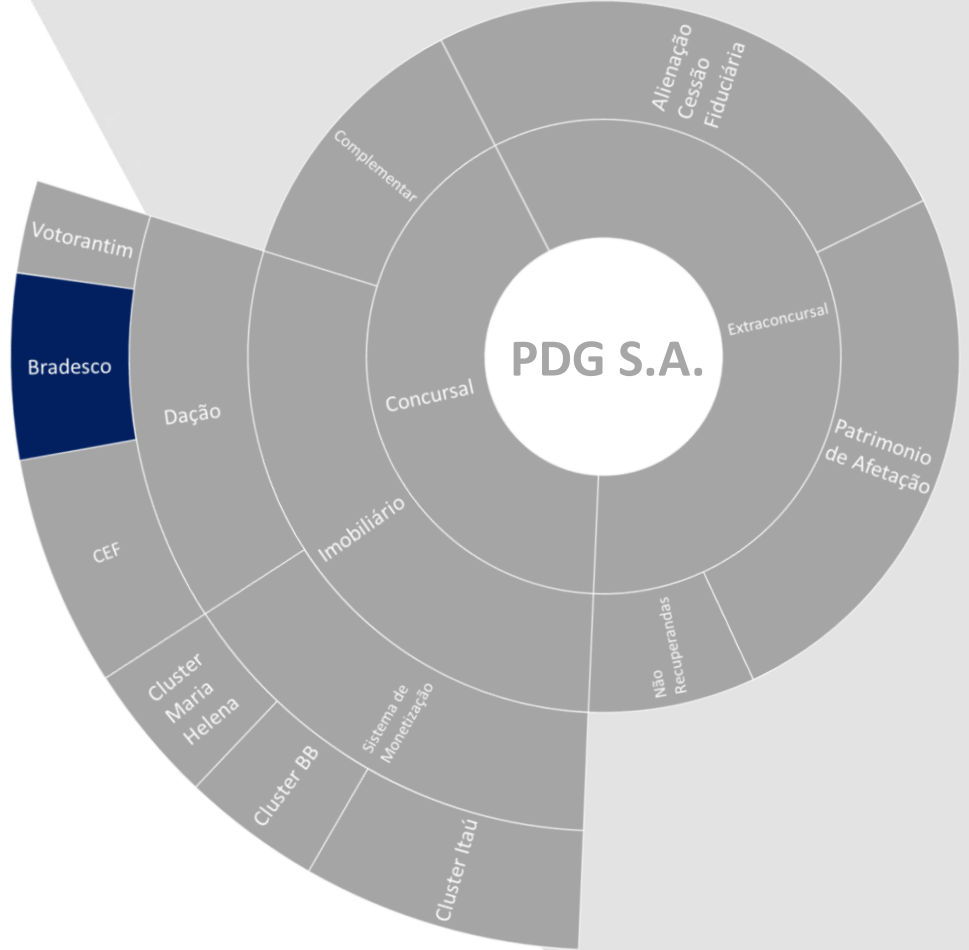 Alienação
Cessão
Fiduciária
Complementar
Votorantim
Extraconcursal
PDG S.A.
Bradesco
Concursal
Dação
Patrimonio
de Afetação
Imobiliário
CEF
Não
Recuperandas
Cluster
Maria
Helena
Sistema de
Monetização
Cluster BB
Cluster Itaú